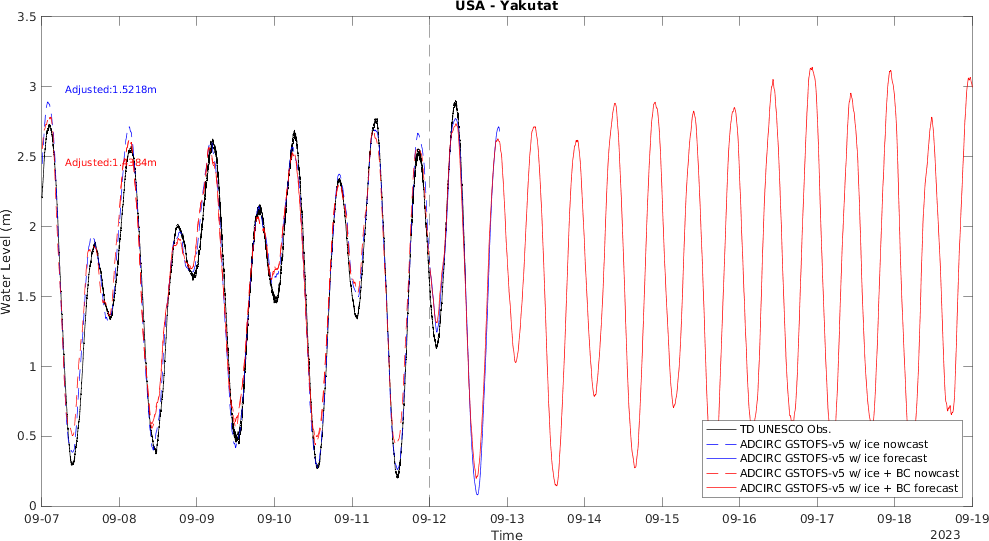 USA - Yakutat
3.5
3
2.5
2
1.5
1
0.5
0
Water Level (m)
Adjusted:1.5218m
TD UNESCO Obs.
ADCIRC GSTOFS-v5 w/ ice nowcast
ADCIRC GSTOFS-v5 w/ ice forecast
ADCIRC GSTOFS-v5 w/ ice + BC nowcast
ADCIRC GSTOFS-v5 w/ ice + BC forecast
09-07 09-08 09-09 09-10 09-11 09-12 09-13 09-14 09-15 09-16 09-17 09-18 09-19
Time
2023